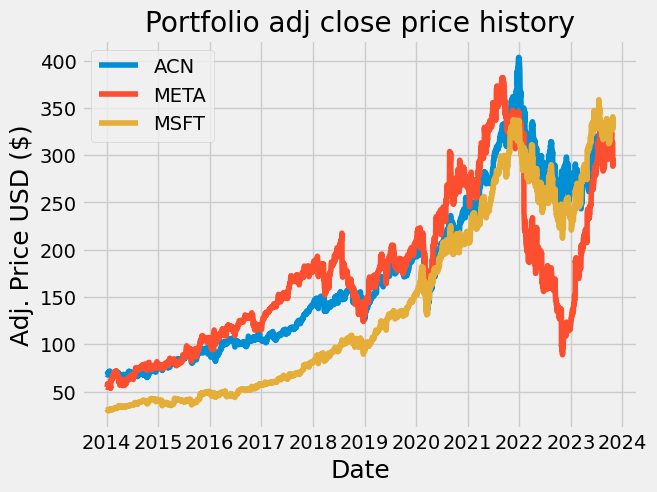 Portfolio adj close price history
ACN
META
MSFT
Adj. Price USD ($)
400
350
300
250
200
150
100
50
2014 2015 2016 2017 2018 2019 2020 2021 2022 2023 2024
Date